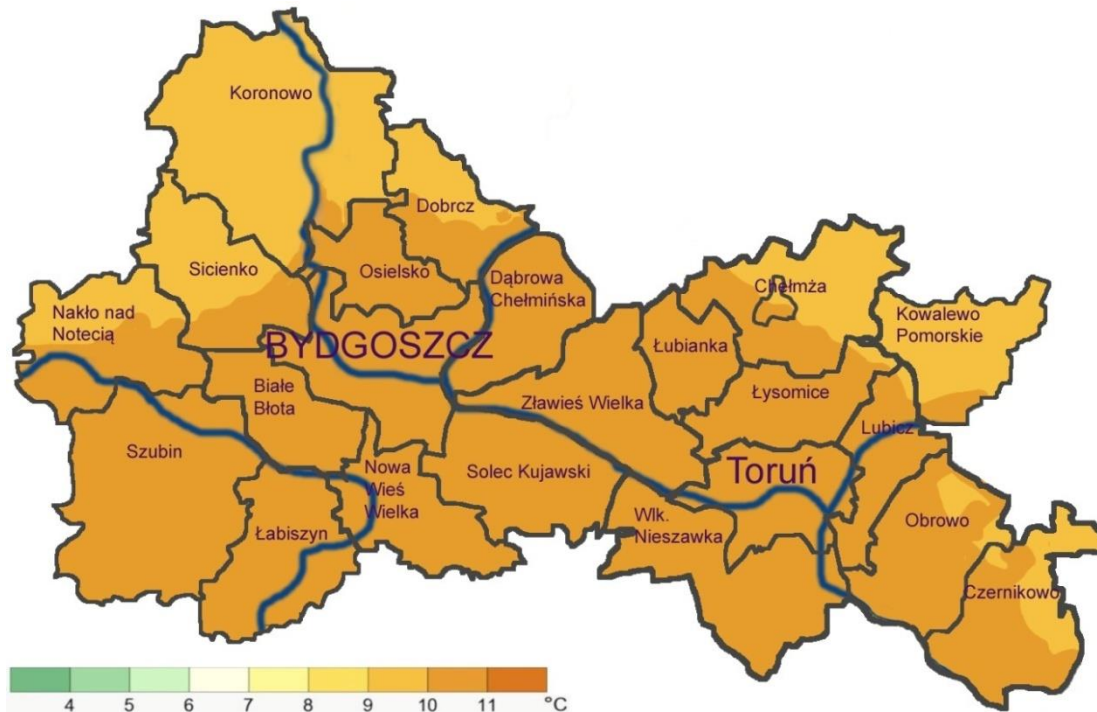 Koronowo
Dobrcz
Sicienko
Osielsko
Dąbrowa
Chełmińska
Chełmża
Nakło nad
Notecią
Kowalewo
Pomorskie
BYDGOSZCZ
Łubianka
Białe
Błota
Zławieś Wielka
Łysomice
Lubicz
Szubin
Nowa
Wieś
Wielka
Solec Kujawski
Toruń
Wlk.
Nieszawka
Obrowo
Łabiszyn
Czernikowo
4 5 6 7 8 9 10 11 °C